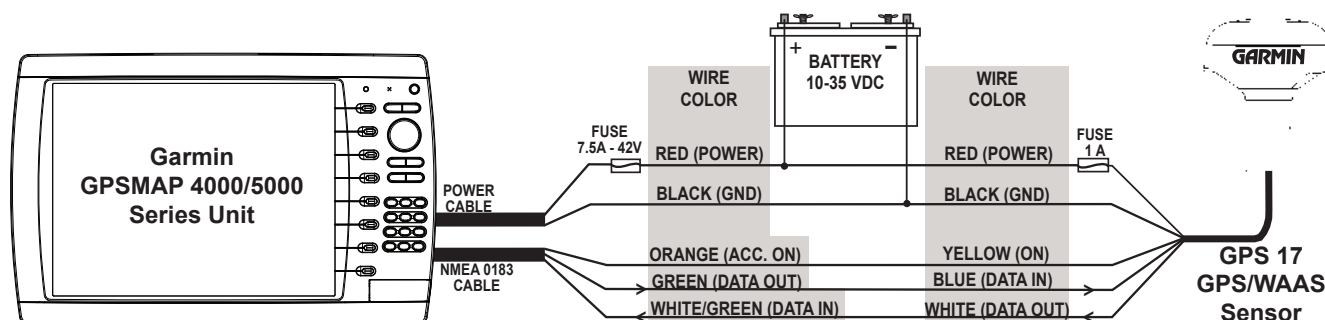 Garmin
GPSMAP 4000/5000
Series Unit
POWER
CABLE
NMEA 0183
CABLE
FUSE
7.5A - 42V
WIRE
COLOR
RED (POWER)
BLACK (GND)
ORANGE (ACC. ON)
GREEN (DATA OUT)
WHITE/GREEN (DATA IN)
+
–
BATTERY
10-35 VDC
WIRE
COLOR
RED (POWER)
BLACK (GND)
YELLOW (ON)
BLUE (DATA IN)
WHITE (DATA OUT)
FUSE
1 A
GARMIN
GPS 17
GPS/WAAS
Sensor